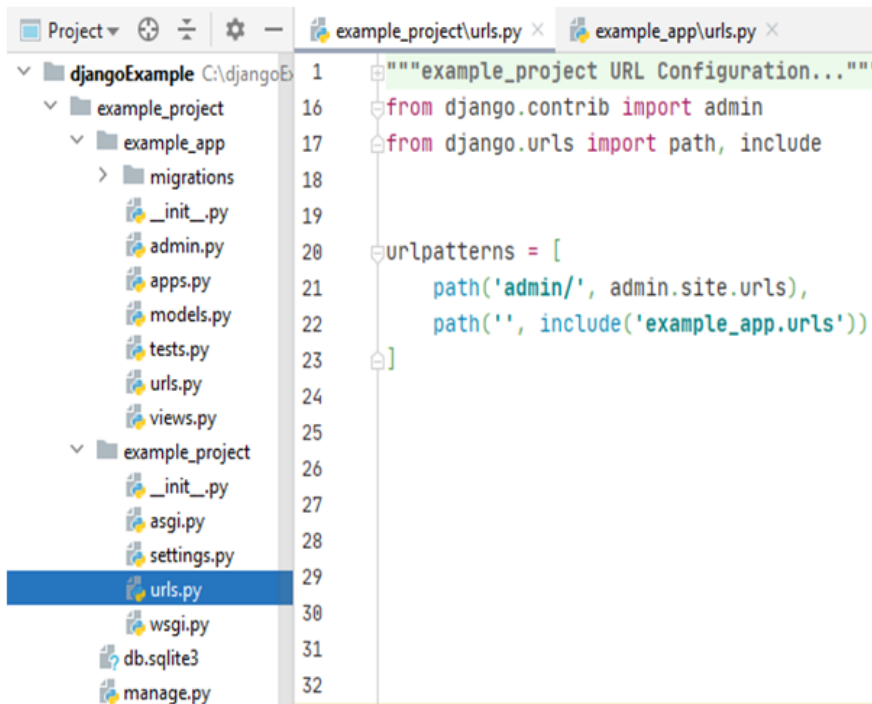 Project
example_project\urls.py
example_app\urls.py
djangoExample C:\djangoEx
example_project
example_app
migrations
__init__.py
admin.py
apps.py
models.py
tests.py
urls.py
views.py
example_project
__init__.py
asgi.py
settings.py
urls.py
wsgi.py
db.sqlite3
manage.py
1 """example_project URL Configuration..."""
16 from django.contrib import admin
17 from django.urls import path, include
18
19
20 urlpatterns = [
21     path('admin/', admin.site.urls),
22     path('', include('example_app.urls'))
23 ]
24
25
26
27
28
29
30
31
32